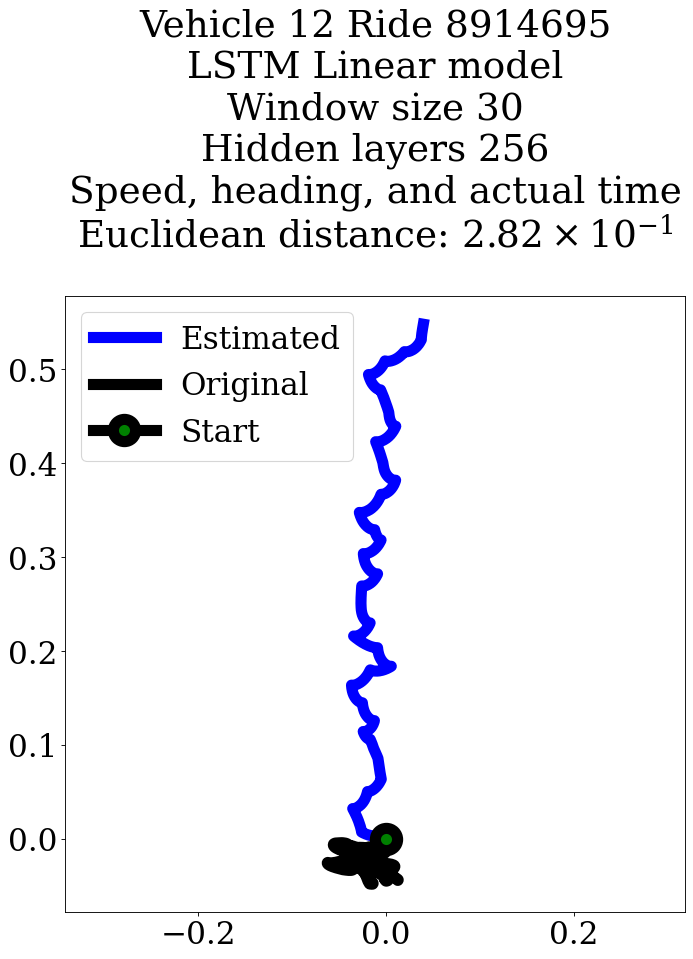 Vehicle 12 Ride 8914695
LSTM Linear model
Window size 30
Hidden layers 256
Speed, heading, and actual time
Euclidean distance: 2.82 × 10⁻¹
Estimated
Original
Start
0.5
0.4
0.3
0.2
0.1
0.0
−0.2 0.0 0.2